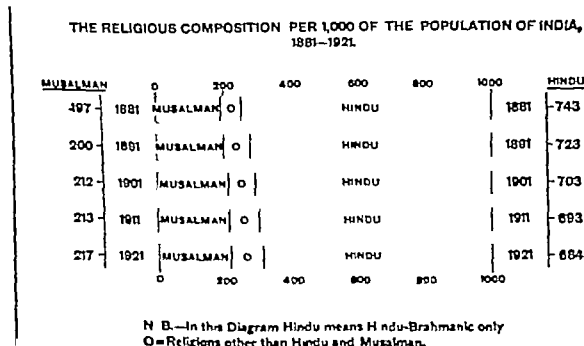 THE RELIGIOUS COMPOSITION PER 1,000 OF THE POPULATION OF INDIA,
1881–1921.
MUSALMAN 0 200 400 600 800 1000 HINDU
497 1881 MUSALMAN O HINDU 1881 743
200 1891 MUSALMAN O HINDU 1891 723
212 1901 MUSALMAN O HINDU 1901 703
213 1911 MUSALMAN O HINDU 1911 693
217 1921 MUSALMAN O HINDU 1921 684
0 200 400 600 800 1000
N B.—In this Diagram Hindu means H ndu-Brahmanic only
O=Religions other than Hindu and Musalman.